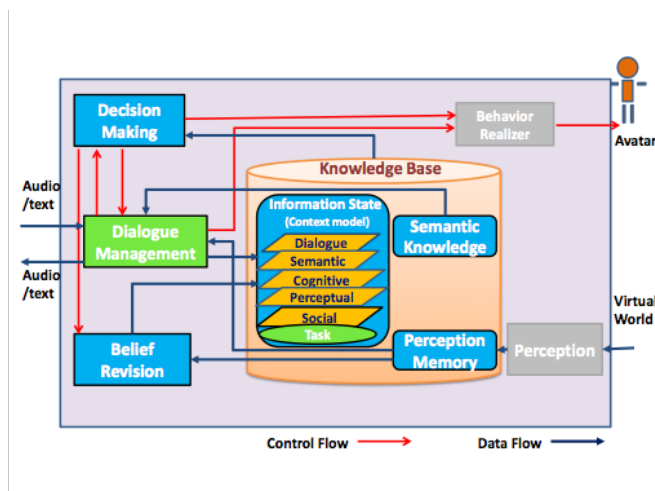 Decision
Making
Behavior
Realizer
Avatar
Knowledge Base
Audio
/text
Information State
(Context model)
Semantic
Knowledge
Dialogue
Management
Dialogue
Semantic
Cognitive
Perceptual
Social
Task
Audio
/text
Virtual
World
Belief
Revision
Perception
Memory
Perception
Control Flow
Data Flow